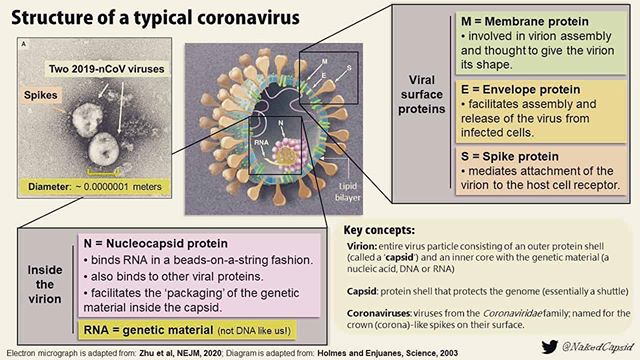 Structure of a typical coronavirus
A
Two 2019-nCoV viruses
Spikes
Diameter: ~ 0.0000001 meters
M
S
E
N
RNA
Lipid
bilayer
Viral
surface
proteins
M = Membrane protein
• involved in virion assembly
and thought to give the virion
its shape.
E = Envelope protein
• facilitates assembly and
release of the virus from
infected cells.
S = Spike protein
• mediates attachment of the
virion to the host cell receptor.
Inside
the
virion
N = Nucleocapsid protein
• binds RNA in a beads-on-a-string fashion.
• also binds to other viral proteins.
• facilitates the ‘packaging’ of the genetic
material inside the capsid.
RNA = genetic material (not DNA like us!)
Key concepts:
Virion: entire virus particle consisting of an outer protein shell
(called a ‘capsid’) and an inner core with the genetic material (a
nucleic acid, DNA or RNA)
Capsid: protein shell that protects the genome (essentially a shuttle)
Coronaviruses: viruses from the Coronaviridae family; named for the
crown (corona)-like spikes on their surface.
Electron micrograph is adapted from: Zhu et al, NEJM, 2020; Diagram is adapted from: Holmes and Enjuanes, Science, 2003
@NakedCapsid